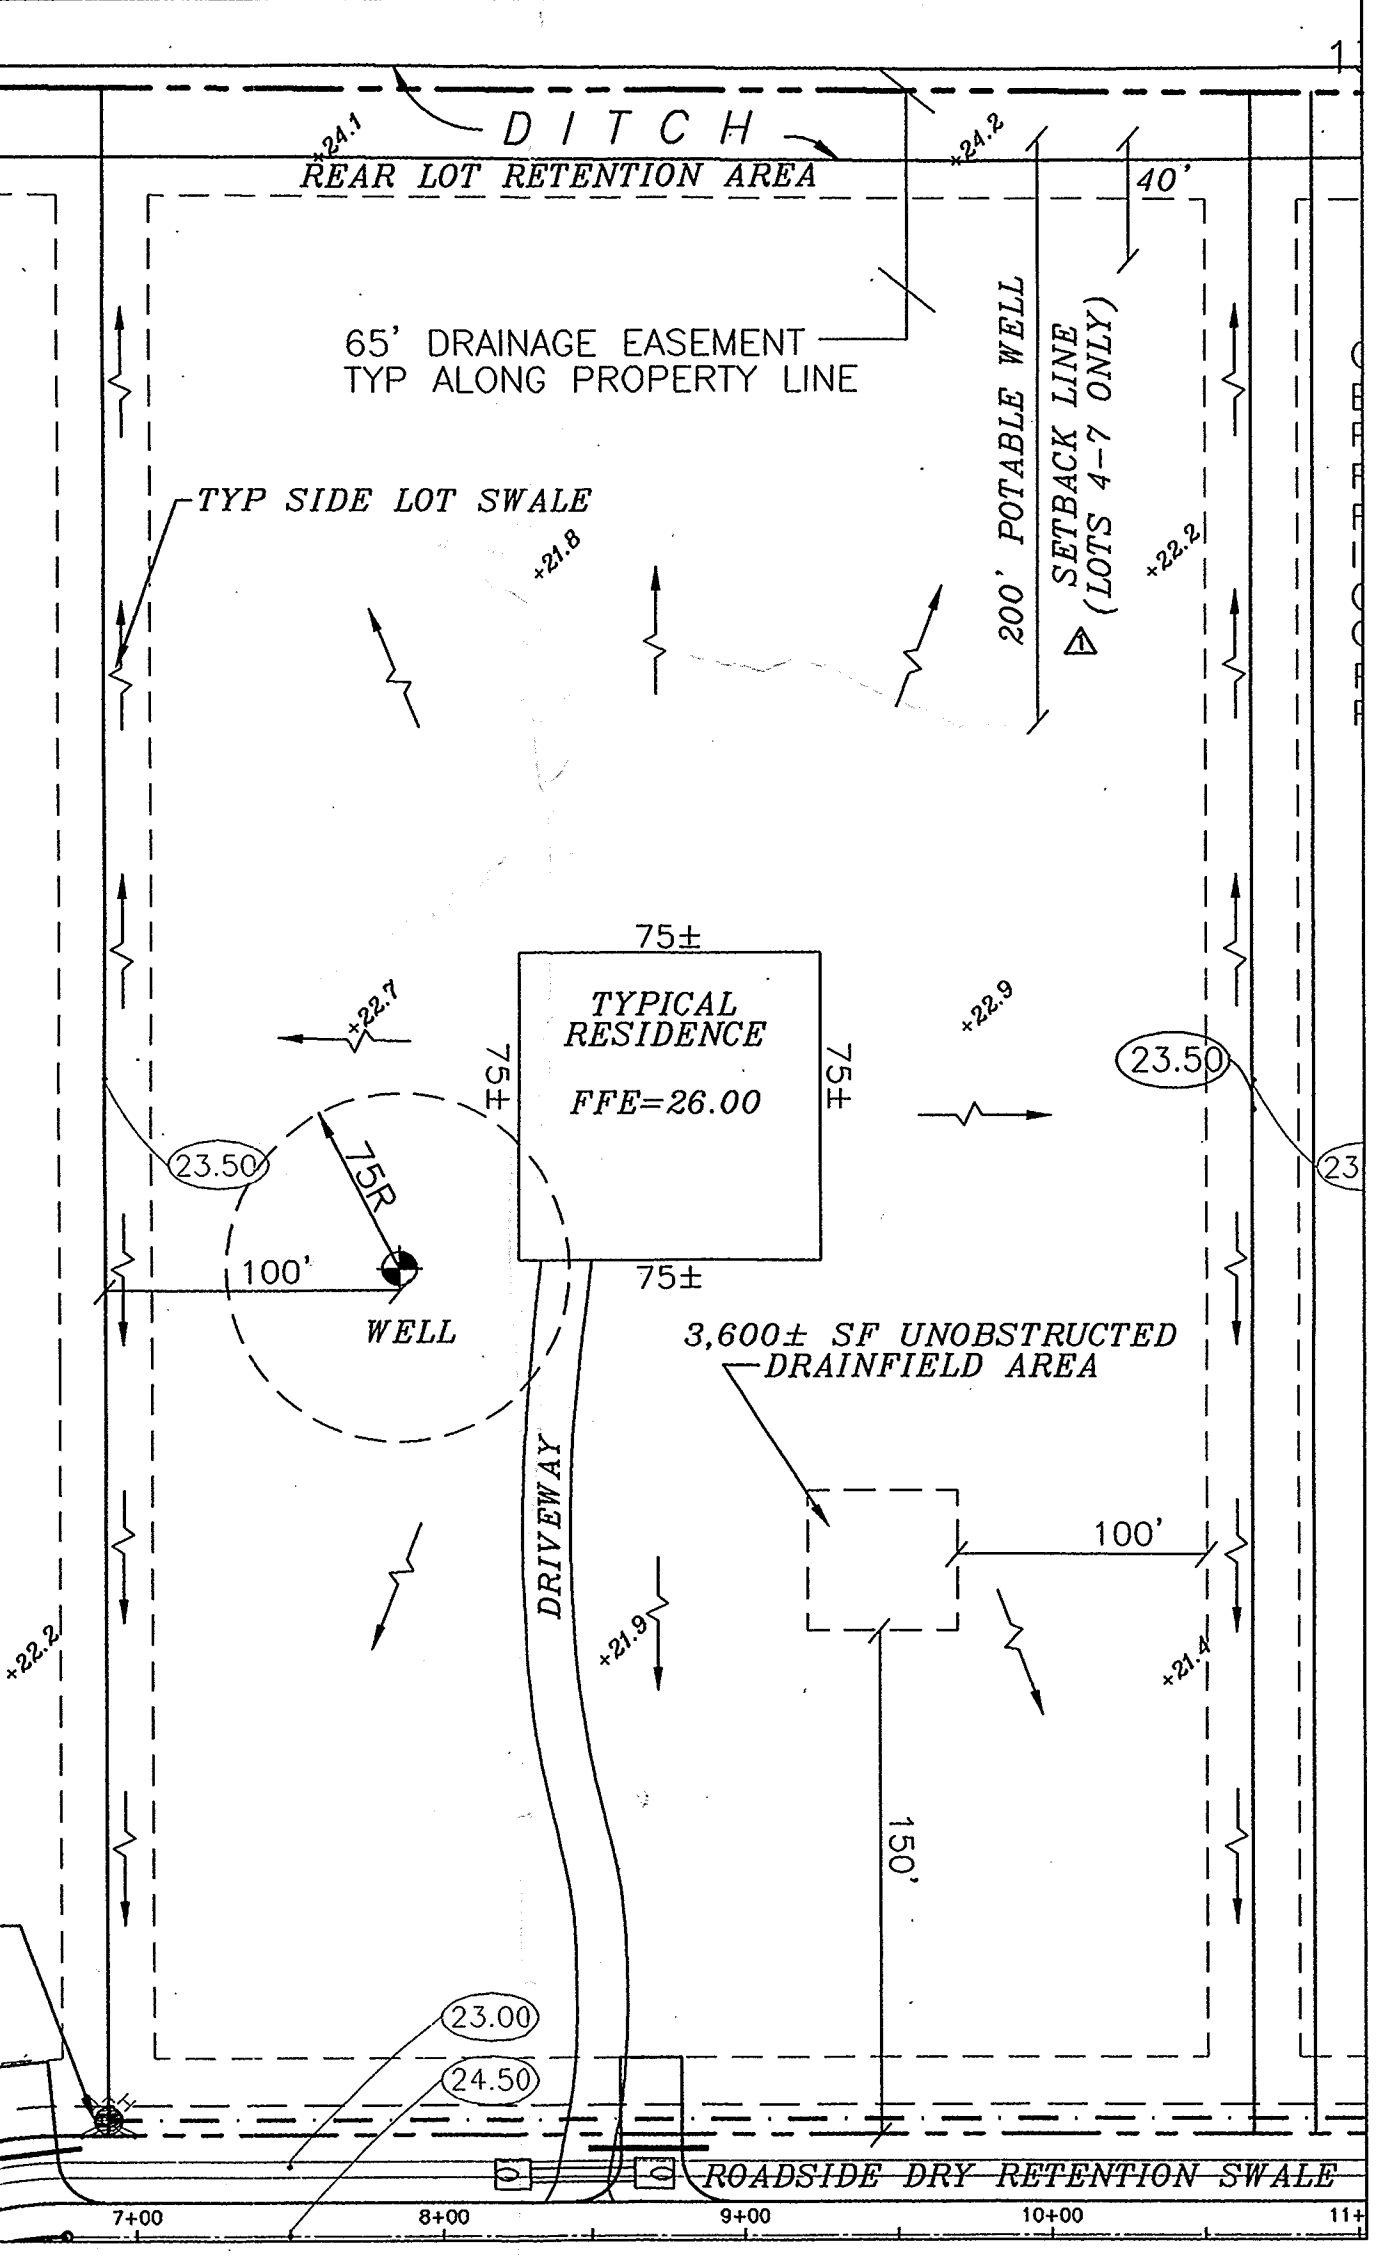 1
DITCH
+24.1
+24.2
REAR LOT RETENTION AREA
40'
65' DRAINAGE EASEMENT
TYP ALONG PROPERTY LINE
200' POTABLE WELL
SETBACK LINE
(LOTS 4-7 ONLY)
1
TYP SIDE LOT SWALE
+21.8
+22.2
75±
TYPICAL
RESIDENCE
FFE=26.00
75±
75±
75±
+22.7
+22.9
23.50
23.50
23
75R
100'
WELL
3,600± SF UNOBSTRUCTED
DRAINFIELD AREA
DRIVEWAY
100'
+22.2
+21.9
+21.4
150'
23.00
24.50
ROADSIDE DRY RETENTION SWALE
7+00
8+00
9+00
10+00
11+